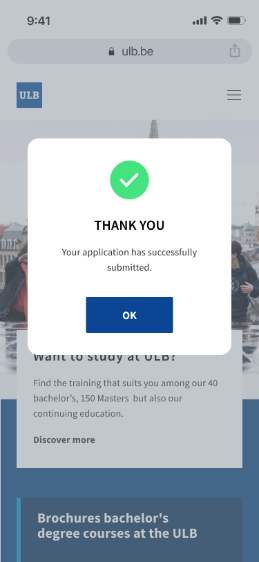 9:41
ulb.be
ULB
THANK YOU
Your application has successfully
submitted.
OK
Want to study at ULB?
Find the training that suits you among our 40
bachelor's, 150 Masters but also our
continuing education.
Discover more
Brochures bachelor's
degree courses at the ULB